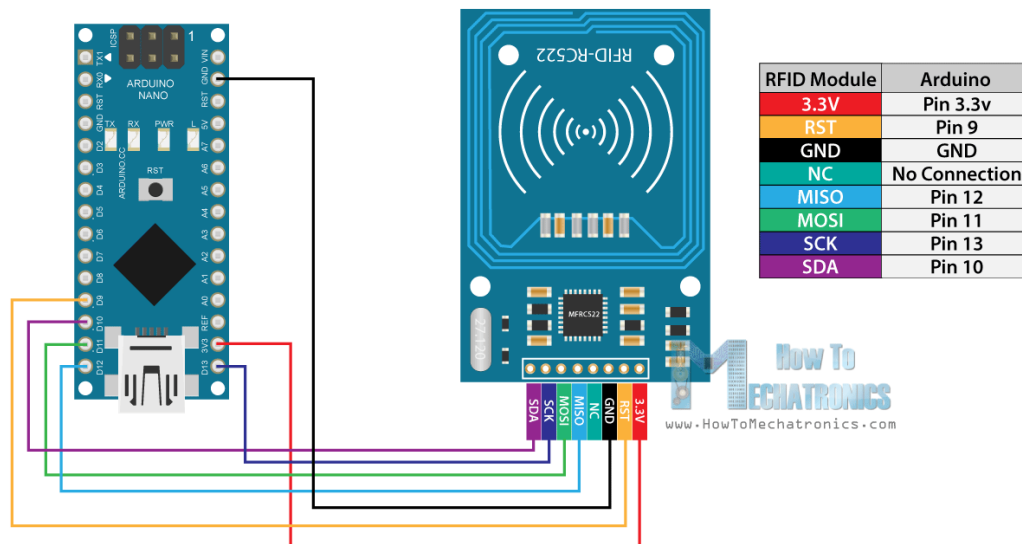 ICSP
1
TX1
RX0
RST
GND
D2
D3
D4
D5
D6
D7
D8
D9
D10
D11
D12
VIN
GND
RST
5V
A7
A6
A5
A4
A3
A2
A1
A0
REF
3V3
D13
ARDUINO
NANO
TX RX PWR L
ARDUINO.CC
RST
RFID-RC522
MFRC522
27.120
SDA
SCK
MOSI
MISO
NC
GND
RST
3.3V
RFID Module Arduino
3.3V Pin 3.3v
RST Pin 9
GND GND
NC No Connection
MISO Pin 12
MOSI Pin 11
SCK Pin 13
SDA Pin 10
How To
MECHATRONICS
www.HowToMechatronics.com